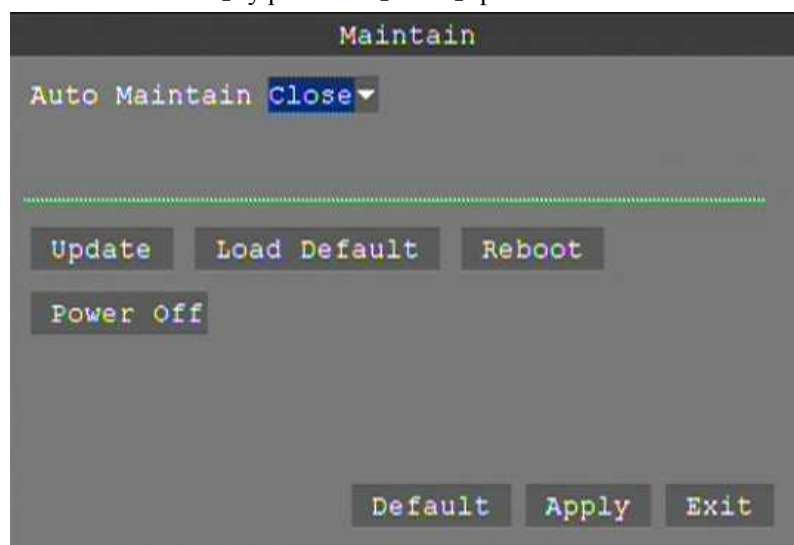 Maintain
Auto Maintain Close
Update Load Default Reboot
Power Off
Default Apply Exit